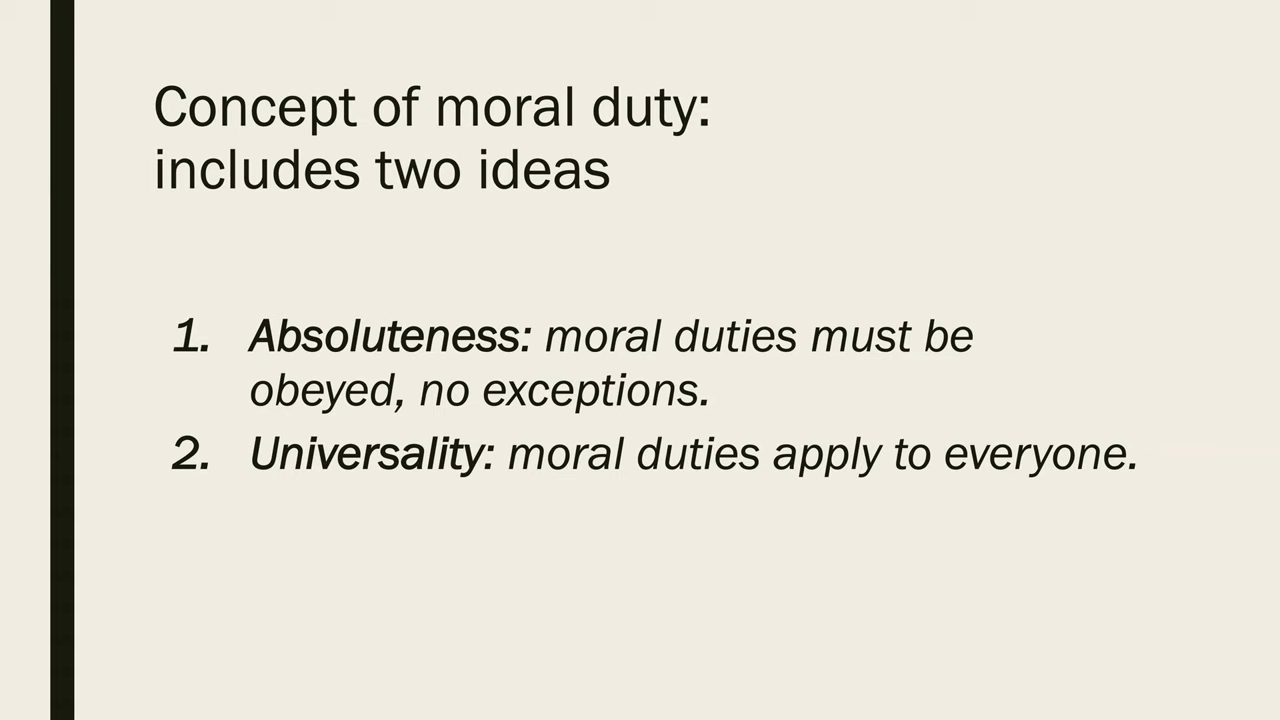 Concept of moral duty:
includes two ideas
1. Absoluteness: moral duties must be
obeyed, no exceptions.
2. Universality: moral duties apply to everyone.